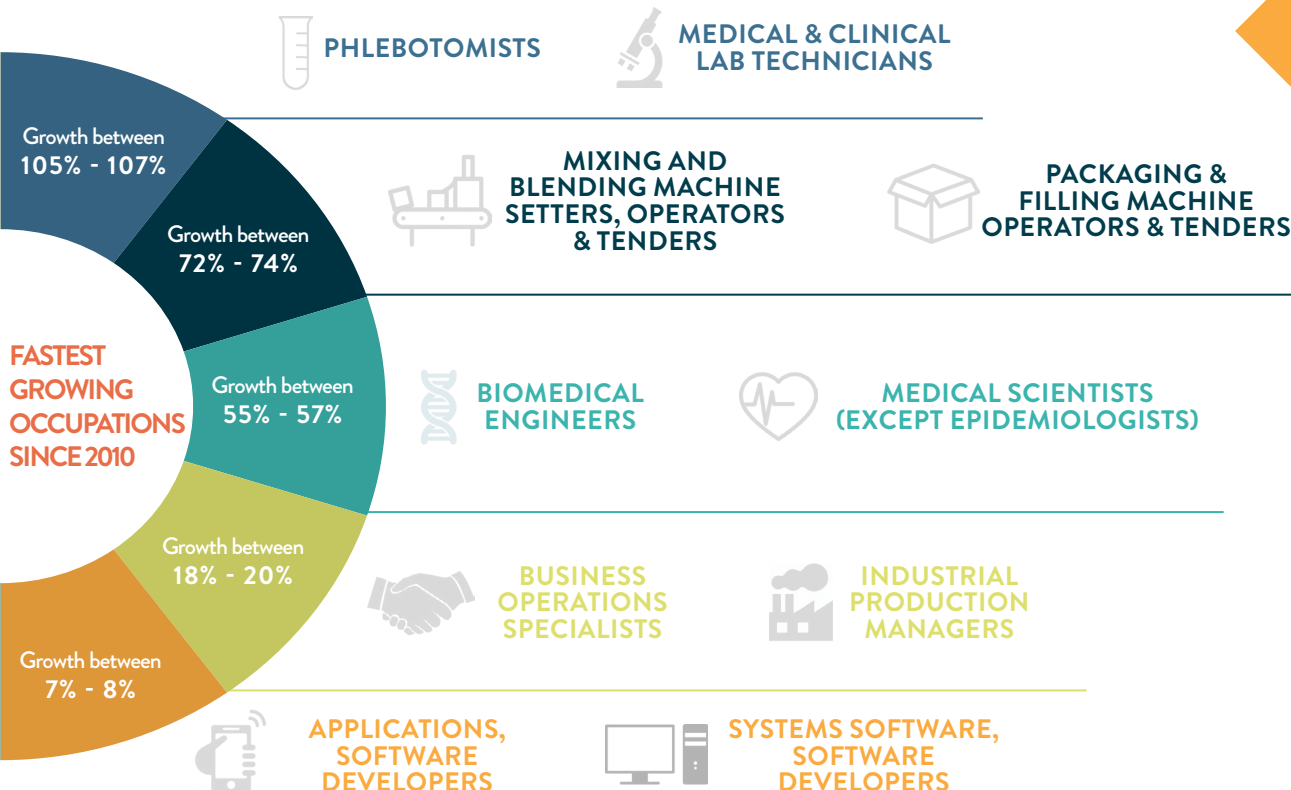 PHLEBOTOMISTS
MEDICAL & CLINICAL
LAB TECHNICIANS
Growth between
105% - 107%
MIXING AND
BLENDING MACHINE
SETTERS, OPERATORS
& TENDERS
PACKAGING &
FILLING MACHINE
OPERATORS & TENDERS
Growth between
72% - 74%
FASTEST
GROWING
OCCUPATIONS
SINCE 2010
Growth between
55% - 57%
BIOMEDICAL
ENGINEERS
MEDICAL SCIENTISTS
(EXCEPT EPIDEMIOLOGISTS)
Growth between
18% - 20%
BUSINESS
OPERATIONS
SPECIALISTS
INDUSTRIAL
PRODUCTION
MANAGERS
Growth between
7% - 8%
APPLICATIONS,
SOFTWARE
DEVELOPERS
SYSTEMS SOFTWARE,
SOFTWARE
DEVELOPERS